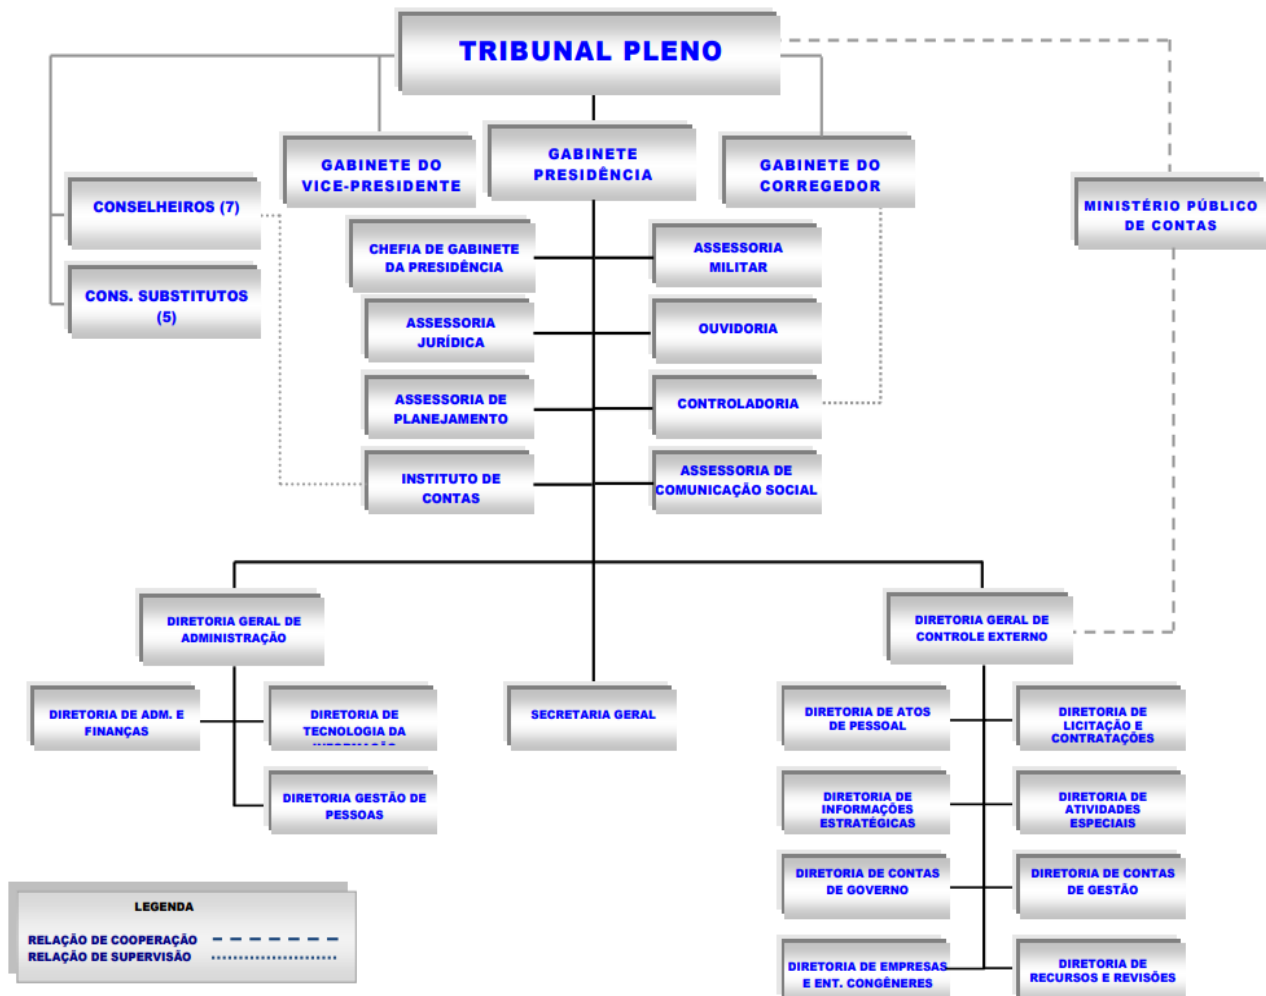 TRIBUNAL PLENO
GABINETE DO
VICE-PRESIDENTE
GABINETE
PRESIDÊNCIA
GABINETE DO
CORREGEDOR
CONSELHEIROS (7)
MINISTÉRIO PÚBLICO
DE CONTAS
CONS. SUBSTITUTOS
(5)
CHEFIA DE GABINETE
DA PRESIDÊNCIA
ASSESSORIA
MILITAR
ASSESSORIA
JURÍDICA
OUVIDORIA
ASSESSORIA DE
PLANEJAMENTO
CONTROLADORIA
INSTITUTO DE
CONTAS
ASSESSORIA DE
COMUNICAÇÃO SOCIAL
DIRETORIA GERAL DE
ADMINISTRAÇÃO
DIRETORIA GERAL DE
CONTROLE EXTERNO
DIRETORIA DE ADM. E
FINANÇAS
DIRETORIA DE
TECNOLOGIA DA
SECRETARIA GERAL
DIRETORIA DE ATOS
DE PESSOAL
DIRETORIA DE
LICITAÇÃO E
CONTRATAÇÕES
DIRETORIA GESTÃO DE
PESSOAS
DIRETORIA DE
INFORMAÇÕES
ESTRATÉGICAS
DIRETORIA DE
ATIVIDADES
ESPECIAIS
DIRETORIA DE CONTAS
DE GOVERNO
DIRETORIA DE CONTAS
DE GESTÃO
DIRETORIA DE EMPRESAS
E ENT. CONGÊNERES
DIRETORIA DE
RECURSOS E REVISÕES
LEGENDA
RELAÇÃO DE COOPERAÇÃO
RELAÇÃO DE SUPERVISÃO